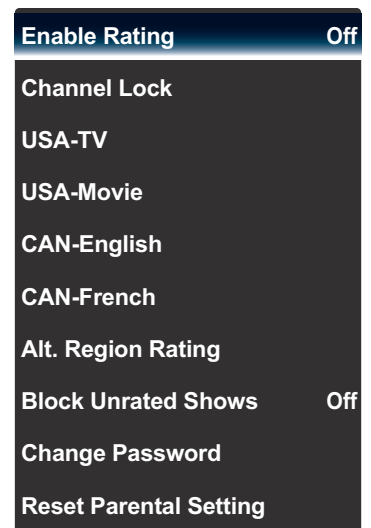 Enable Rating Off
Channel Lock
USA-TV
USA-Movie
CAN-English
CAN-French
Alt. Region Rating
Block Unrated Shows Off
Change Password
Reset Parental Setting